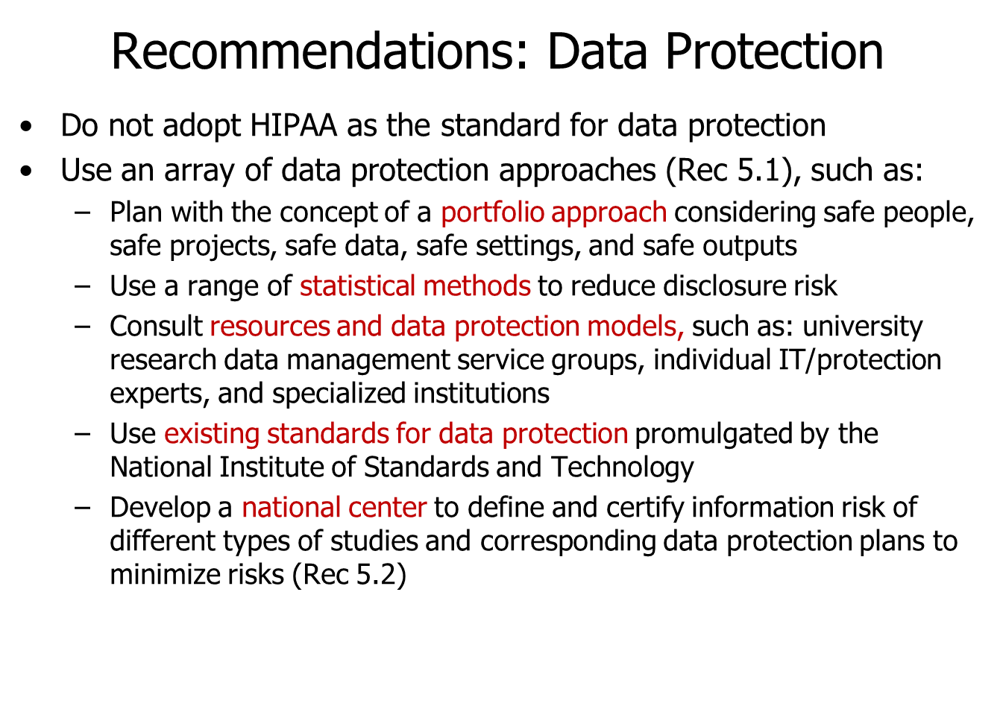 Recommendations: Data Protection
• Do not adopt HIPAA as the standard for data protection
• Use an array of data protection approaches (Rec 5.1), such as:
– Plan with the concept of a portfolio approach considering safe people,
safe projects, safe data, safe settings, and safe outputs
– Use a range of statistical methods to reduce disclosure risk
– Consult resources and data protection models, such as: university
research data management service groups, individual IT/protection
experts, and specialized institutions
– Use existing standards for data protection promulgated by the
National Institute of Standards and Technology
– Develop a national center to define and certify information risk of
different types of studies and corresponding data protection plans to
minimize risks (Rec 5.2)